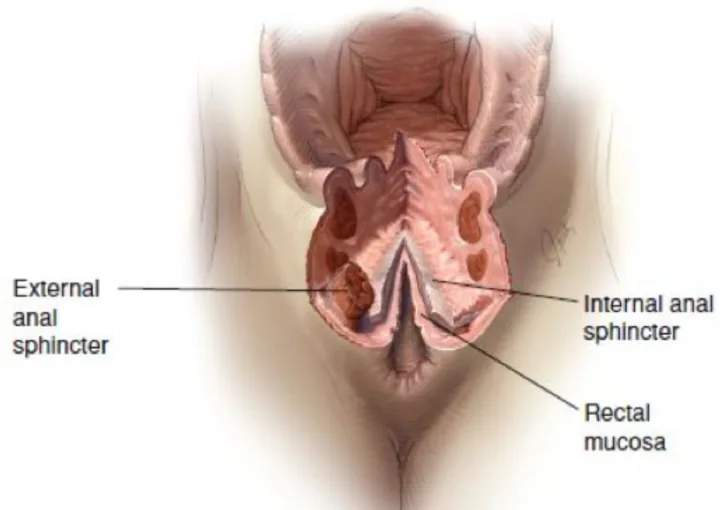 External
anal
sphincter
Internal anal
sphincter
Rectal
mucosa